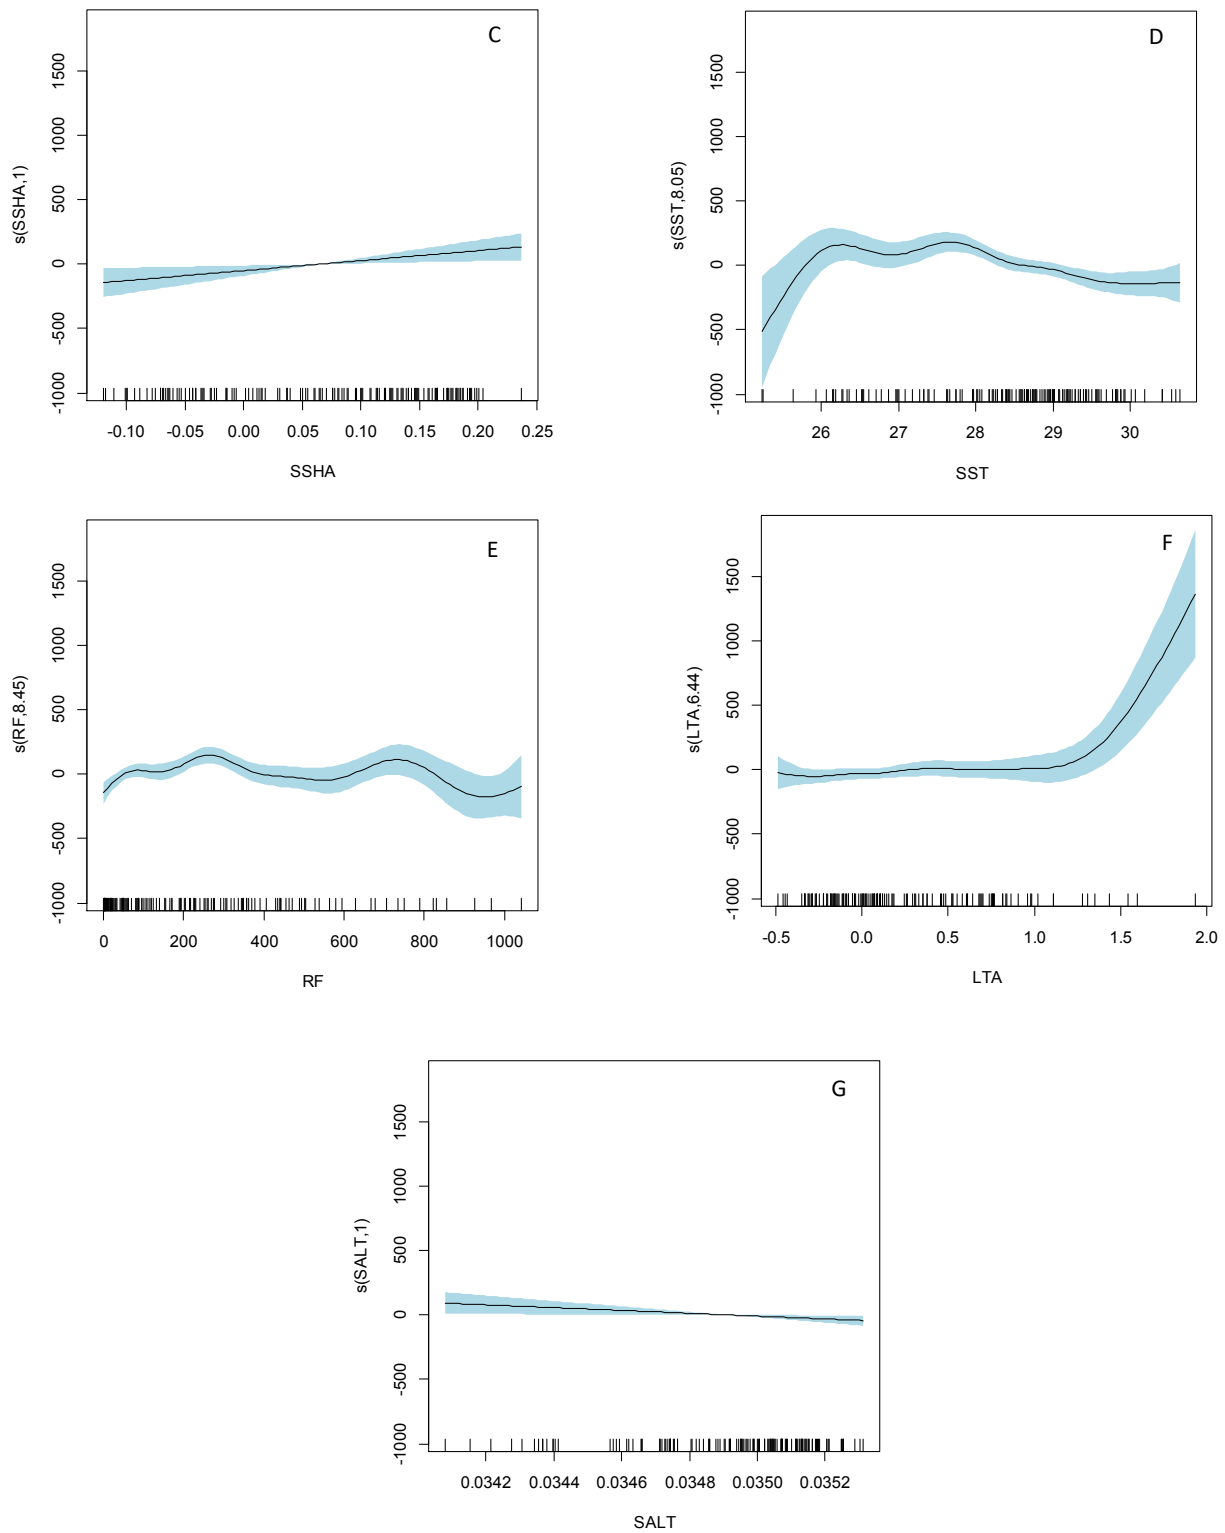 C
s(SSHA,1)
1500
1000
500
0
-500
-1000
-0.10 -0.05 0.00 0.05 0.10 0.15 0.20 0.25
SSHA
D
s(SST,8.05)
1500
1000
500
0
-500
-1000
26 27 28 29 30
SST
E
s(RF,8.45)
1500
1000
500
0
-500
-1000
0 200 400 600 800 1000
RF
F
s(LTA,6.44)
1500
1000
500
0
-500
-1000
-0.5 0.0 0.5 1.0 1.5 2.0
LTA
G
s(SALT,1)
1500
1000
500
0
-500
-1000
0.0342 0.0344 0.0346 0.0348 0.0350 0.0352
SALT